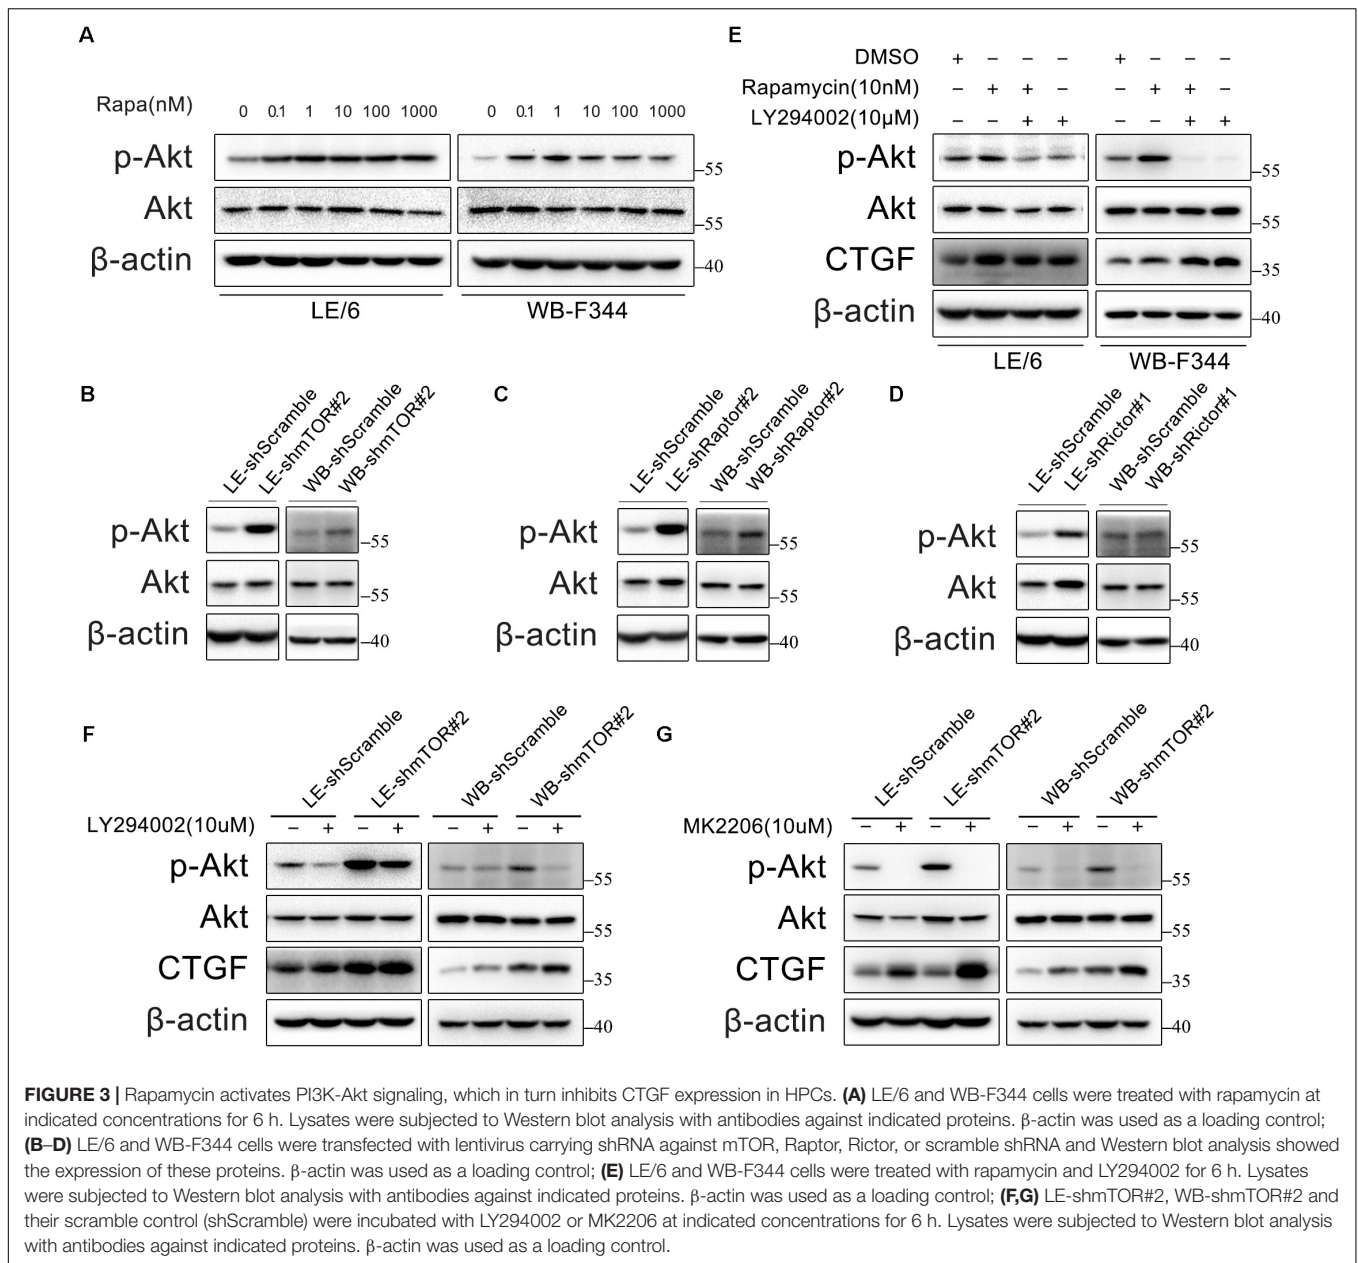 A
Rapa(nM) 0 0.1 1 10 100 1000 0 0.1 1 10 100 1000
p-Akt –55
Akt –55
β-actin –40
LE/6 WB-F344
E
DMSO + – – – + – – –
Rapamycin(10nM) – + + – – + + –
LY294002(10μM) – – + + – – + +
p-Akt –55
Akt –55
CTGF –35
β-actin –40
LE/6 WB-F344
B
LE-shScramble LE-shmTOR#2 WB-shScramble WB-shmTOR#2
p-Akt –55
Akt –55
β-actin –40
C
LE-shScramble LE-shRaptor#2 WB-shScramble WB-shRaptor#2
p-Akt –55
Akt –55
β-actin –40
D
LE-shScramble LE-shRictor#1 WB-shScramble WB-shRictor#1
p-Akt –55
Akt –55
β-actin –40
F
LE-shScramble LE-shmTOR#2 WB-shScramble WB-shmTOR#2
LY294002(10uM) – + – + – + – +
p-Akt –55
Akt –55
CTGF –35
β-actin –40
G
LE-shScramble LE-shmTOR#2 WB-shScramble WB-shmTOR#2
MK2206(10uM) – + – + – + – +
p-Akt –55
Akt –55
CTGF –35
β-actin –40
FIGURE 3 | Rapamycin activates PI3K-Akt signaling, which in turn inhibits CTGF expression in HPCs. (A) LE/6 and WB-F344 cells were treated with rapamycin at
indicated concentrations for 6 h. Lysates were subjected to Western blot analysis with antibodies against indicated proteins. β-actin was used as a loading control;
(B–D) LE/6 and WB-F344 cells were transfected with lentivirus carrying shRNA against mTOR, Raptor, Rictor, or scramble shRNA and Western blot analysis showed
the expression of these proteins. β-actin was used as a loading control; (E) LE/6 and WB-F344 cells were treated with rapamycin and LY294002 for 6 h. Lysates
were subjected to Western blot analysis with antibodies against indicated proteins. β-actin was used as a loading control; (F,G) LE-shmTOR#2, WB-shmTOR#2 and
their scramble control (shScramble) were incubated with LY294002 or MK2206 at indicated concentrations for 6 h. Lysates were subjected to Western blot analysis
with antibodies against indicated proteins. β-actin was used as a loading control.